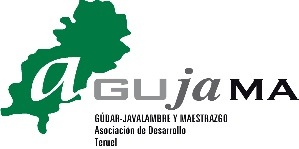 aGUjaMA
GÚDAR-JAVALAMBRE Y MAESTRAZGO
Asociación de Desarrollo
Teruel